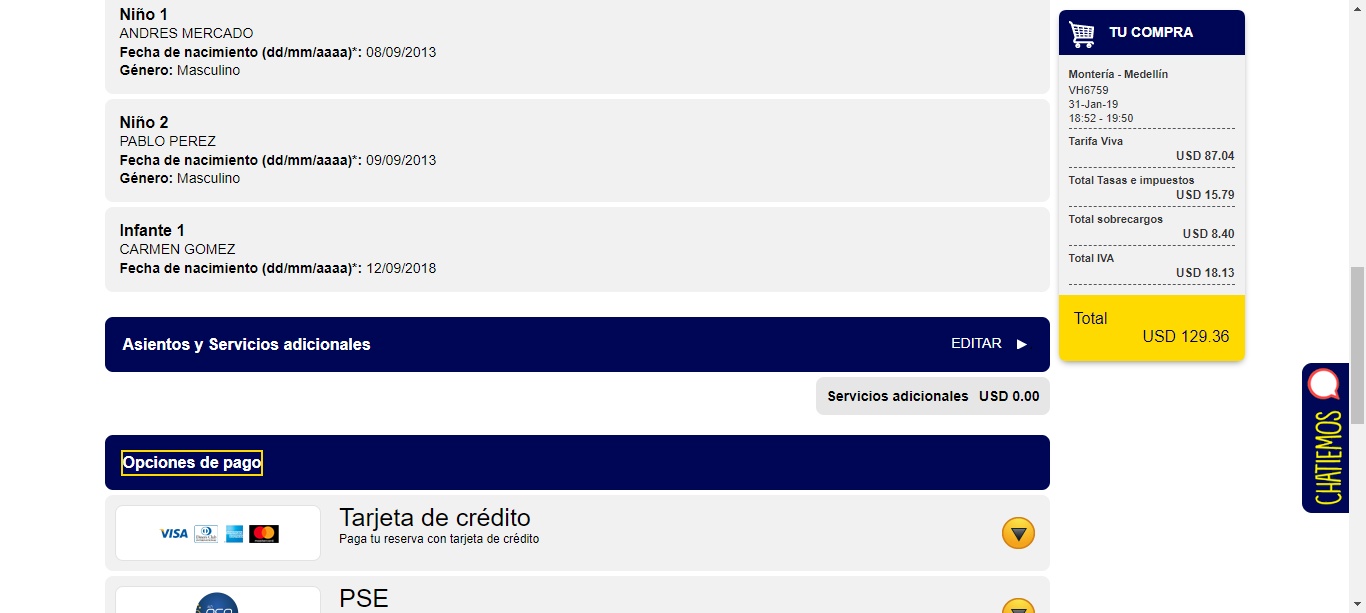 Niño 1
ANDRES MERCADO
Fecha de nacimiento (dd/mm/aaaa)*: 08/09/2013
Género: Masculino
Niño 2
PABLO PEREZ
Fecha de nacimiento (dd/mm/aaaa)*: 09/09/2013
Género: Masculino
Infante 1
CARMEN GOMEZ
Fecha de nacimiento (dd/mm/aaaa)*: 12/09/2018
Asientos y Servicios adicionales
EDITAR
Servicios adicionales USD 0.00
Opciones de pago
VISA
Tarjeta de crédito
Paga tu reserva con tarjeta de crédito
PSE
TU COMPRA
Montería - Medellín
VH6759
31-Jan-19
18:52 - 19:50
Tarifa Viva
USD 87.04
Total Tasas e impuestos
USD 15.79
Total sobrecargos
USD 8.40
Total IVA
USD 18.13
Total
USD 129.36
CHATIEMOS